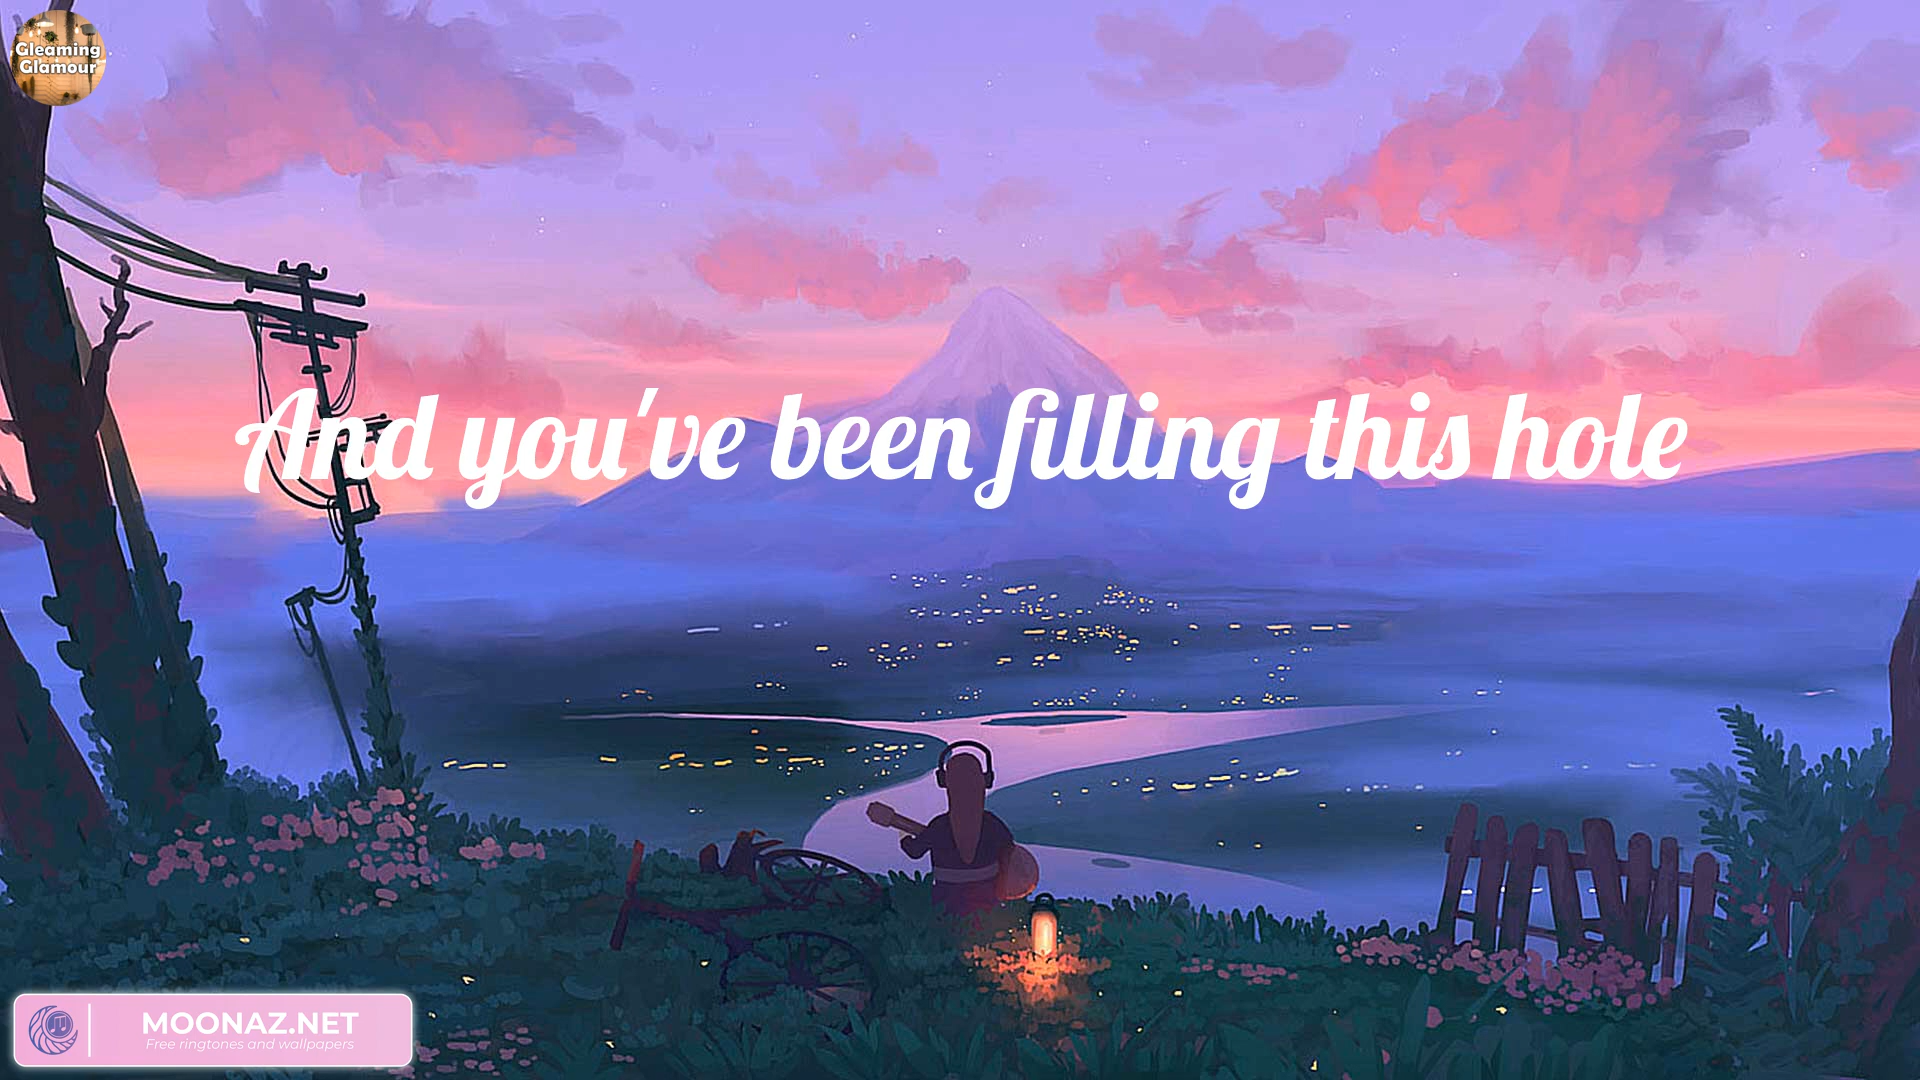 Gleaming
Glamour
And you've been filling this hole
MOONAZ.NET
Free ringtones and wallpapers